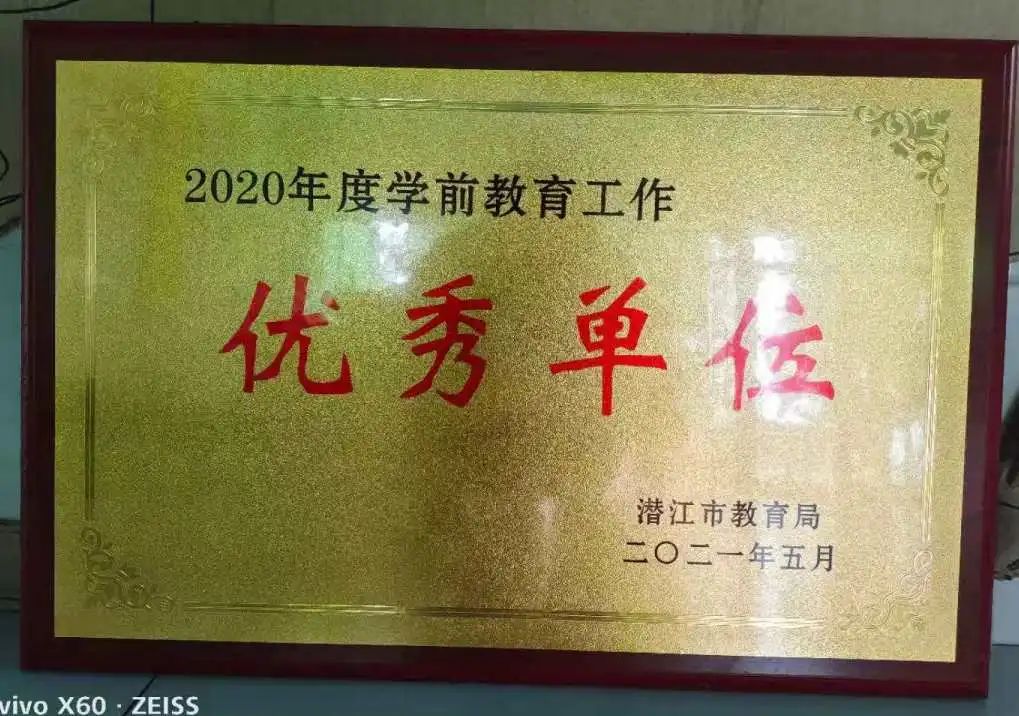 2020年度学前教育工作
优秀单位
潜江市教育局
二〇二一年五月
vivo X60 · ZEISS